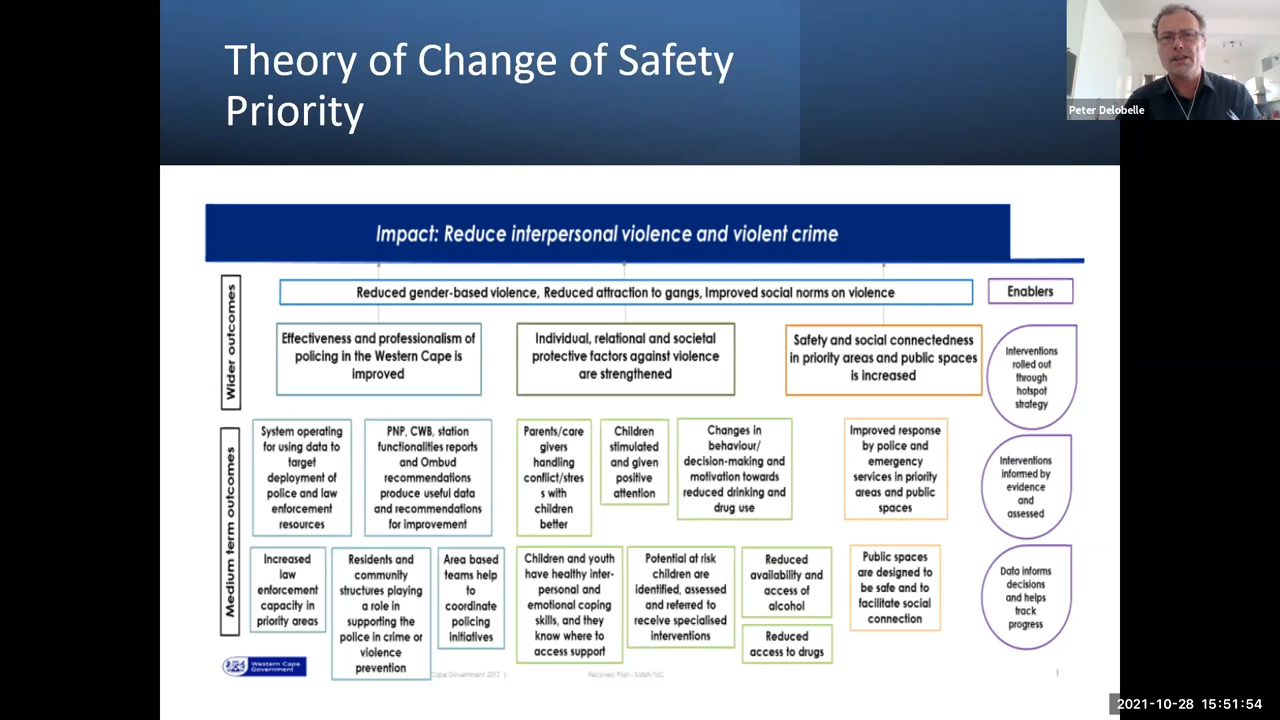 Theory of Change of Safety
Priority
Peter Delobelle
Impact: Reduce interpersonal violence and violent crime
Wider outcomes
Reduced gender-based violence, Reduced attraction to gangs, Improved social norms on violence
Enablers
Effectiveness and professionalism of
policing in the Western Cape is
improved
Individual, relational and societal
protective factors against violence
are strengthened
Safety and social connectedness
in priority areas and public spaces
is increased
Interventions
rolled out
through
hotspot
strategy
Medium term outcomes
System operating
for using data to
target
deployment of
police and law
enforcement
resources
PNP, CWB, station
functionalities reports
and Ombud
recommendations
produce useful data
and recommendations
for improvement
Parents/care
givers
handling
conflict/stres
s with
children
better
Children
stimulated
and given
positive
attention
Changes in
behaviour/
decision-making and
motivation towards
reduced drinking and
drug use
Improved response
by police and
emergency
services in priority
areas and public
spaces
Interventions
informed by
evidence
and
assessed
Increased
law
enforcement
capacity in
priority areas
Residents and
community
structures playing
a role in
supporting the
police in crime or
violence
prevention
Area based
teams help
to
coordinate
policing
initiatives
Children and youth
have healthy inter-
personal and
emotional coping
skills, and they
know where to
access support
Potential at risk
children are
identified, assessed
and referred to
receive specialised
interventions
Reduced
availability and
access of
alcohol
Reduced
access to drugs
Public spaces
are designed to
be safe and to
facilitate social
connection
Data informs
decisions
and helps
track
progress
Western Cape
Government
Cape Government 2012 |
Recovery Plan - Safety ToC
1
2021-10-28 15:51:54